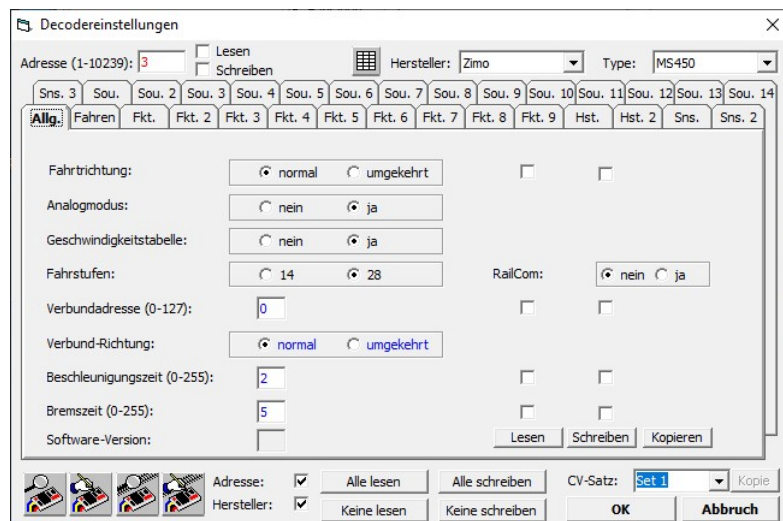 Decodereinstellungen
Adresse (1-10239): 3 Lesen Schreiben Hersteller: Zimo Type: MS450
Sns. 3 Sou. Sou. 2 Sou. 3 Sou. 4 Sou. 5 Sou. 6 Sou. 7 Sou. 8 Sou. 9 Sou. 10 Sou. 11 Sou. 12 Sou. 13 Sou. 14
Allg. Fahren Fkt. Fkt. 2 Fkt. 3 Fkt. 4 Fkt. 5 Fkt. 6 Fkt. 7 Fkt. 8 Fkt. 9 Hst. Hst. 2 Sns. Sns. 2
Fahrtrichtung: normal umgekehrt
Analogmodus: nein ja
Geschwindigkeitstabelle: nein ja
Fahrstufen: 14 28 RailCom: nein ja
Verbundadresse (0-127): 0
Verbund-Richtung: normal umgekehrt
Beschleunigungszeit (0-255): 2
Bremszeit (0-255): 5
Software-Version: Lesen Schreiben Kopieren
Adresse: Alle lesen Alle schreiben CV-Satz: Set 1 Kopie
Hersteller: Keine lesen Keine schreiben OK Abbruch